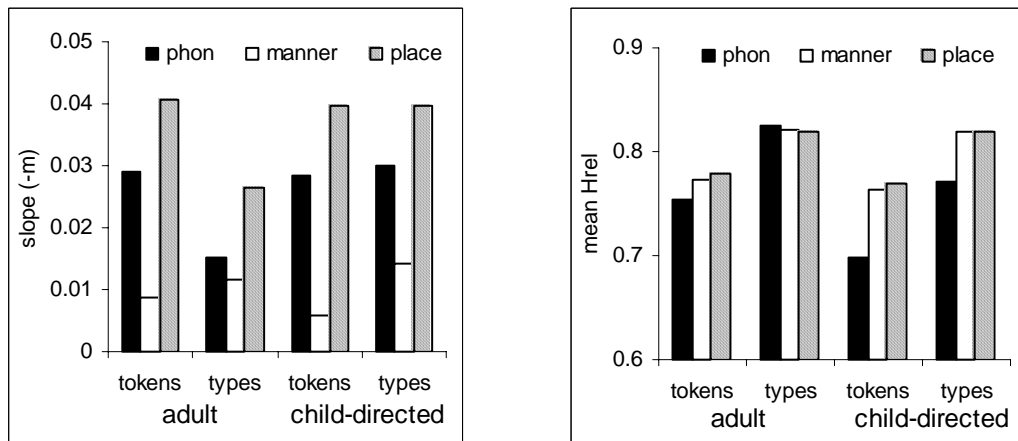 0.05
phon manner place
0.04
0.03
0.02
0.01
0
slope (-m)
tokens types tokens types
adult child-directed
0.9
phon manner place
0.8
0.7
0.6
mean Hrel
tokens types tokens types
adult child-directed